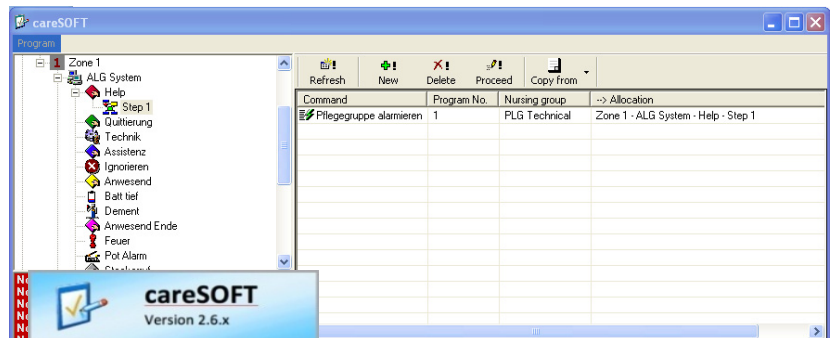 careSOFT
Program
1 Zone 1
ALG System
Help
Step 1
Quittierung
Technik
Assistenz
Ignorieren
Anwesend
Batt tief
Dement
Anwesend Ende
Feuer
Pot Alarm
Refresh New Delete Proceed Copy from
Command Program No. Nursing group --> Allocation
Pflegegruppe alarmieren 1 PLG Technical Zone 1 - ALG System - Help - Step 1
careSOFT
Version 2.6.x